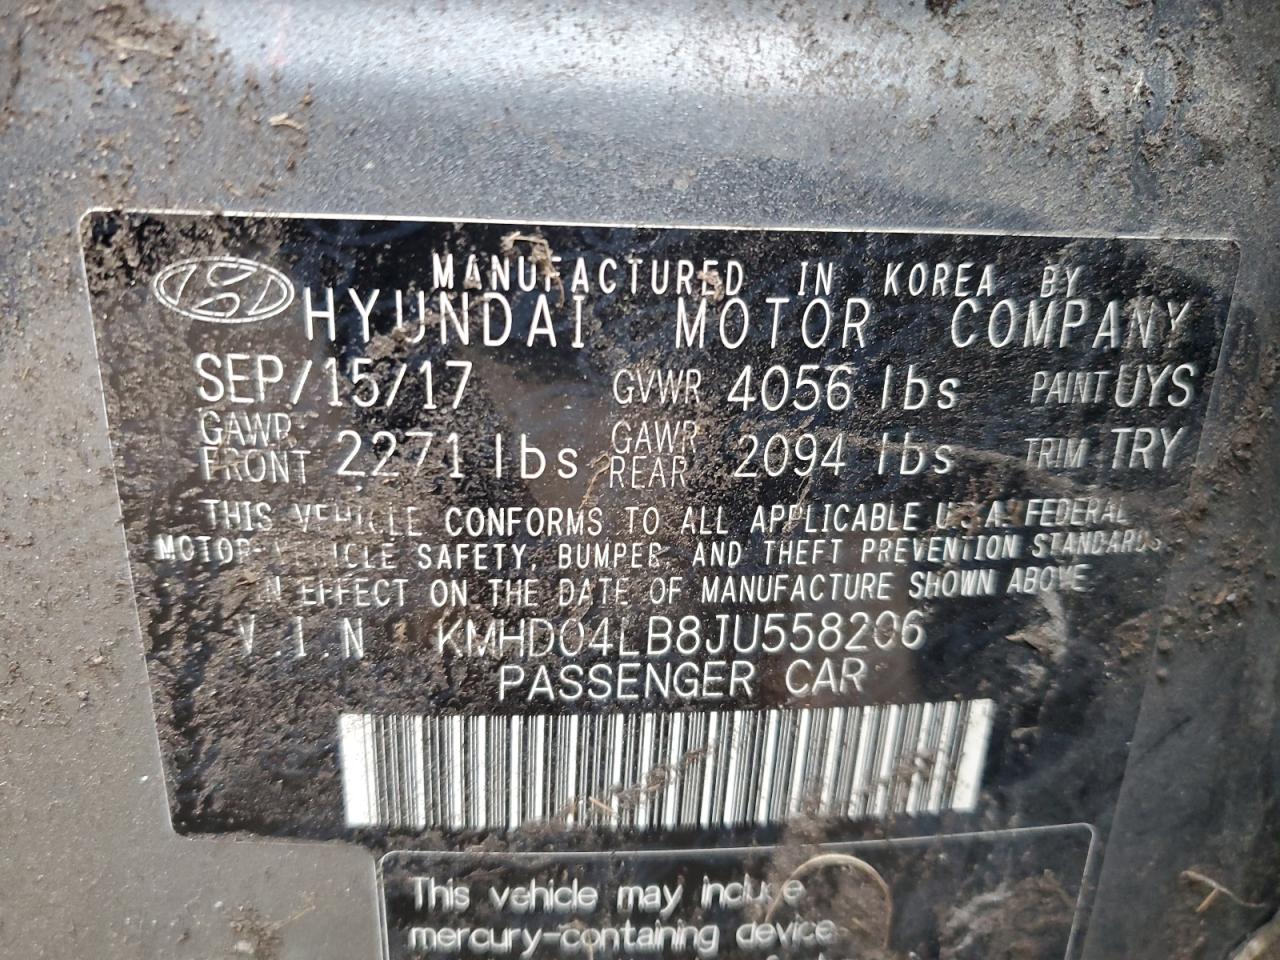 MANUFACTURED IN KOREA BY
HYUNDAI MOTOR COMPANY
SEP/15/17 GVWR 4056 lbs PAINT UYS
GAWR FRONT 2271 lbs GAWR REAR 2094 lbs TRIM TRY
THIS VEHICLE CONFORMS TO ALL APPLICABLE U.S.A. FEDERAL
MOTOR-VEHICLE SAFETY, BUMPER, AND THEFT PREVENTION STANDARDS
IN EFFECT ON THE DATE OF MANUFACTURE SHOWN ABOVE
V.I.N KMHD04LB8JU558206
PASSENGER CAR
This vehicle may include
mercury-containing device